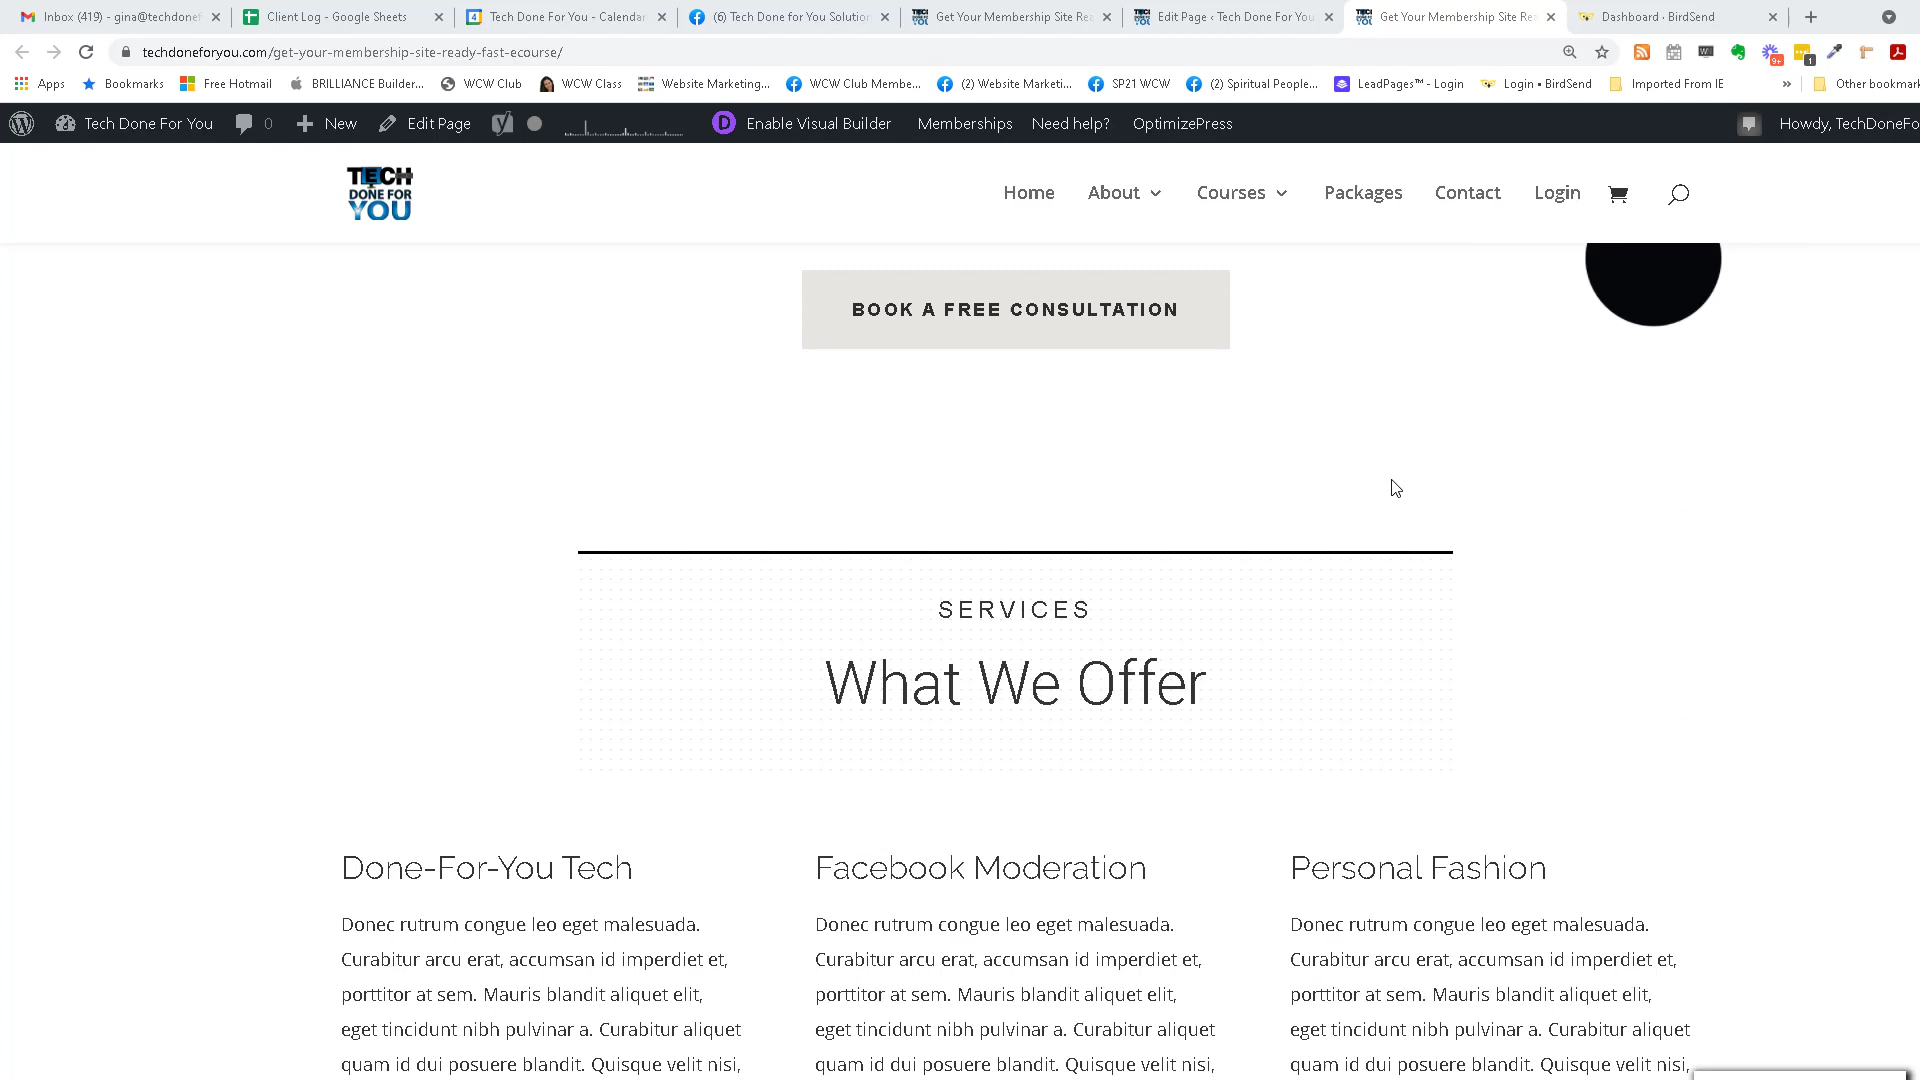 Inbox (419) - gina@techdonef
Client Log - Google Sheets
Tech Done For You - Calendar
(6) Tech Done for You Solution
Get Your Membership Site Rea
Edit Page ‹ Tech Done For You
Get Your Membership Site Rea
Dashboard · BirdSend
techdoneforyou.com/get-your-membership-site-ready-fast-ecourse/
9+
1
Apps
Bookmarks
Free Hotmail
BRILLIANCE Builder...
WCW Club
WCW Class
Website Marketing...
WCW Club Membe...
(2) Website Marketi...
SP21 WCW
(2) Spiritual People...
LeadPages™ - Login
Login • BirdSend
Imported From IE
»
Other bookmark
Tech Done For You
0
New
Edit Page
Enable Visual Builder
Memberships
Need help?
OptimizePress
Howdy, TechDoneFo
TECH
DONE FOR
YOU
Home
About
Courses
Packages
Contact
Login
BOOK A FREE CONSULTATION
SERVICES
What We Offer
Done-For-You Tech
Donec rutrum congue leo eget malesuada.
Curabitur arcu erat, accumsan id imperdiet et,
porttitor at sem. Mauris blandit aliquet elit,
eget tincidunt nibh pulvinar a. Curabitur aliquet
quam id dui posuere blandit. Quisque velit nisi,
Facebook Moderation
Donec rutrum congue leo eget malesuada.
Curabitur arcu erat, accumsan id imperdiet et,
porttitor at sem. Mauris blandit aliquet elit,
eget tincidunt nibh pulvinar a. Curabitur aliquet
quam id dui posuere blandit. Quisque velit nisi,
Personal Fashion
Donec rutrum congue leo eget malesuada.
Curabitur arcu erat, accumsan id imperdiet et,
porttitor at sem. Mauris blandit aliquet elit,
eget tincidunt nibh pulvinar a. Curabitur aliquet
quam id dui posuere blandit. Quisque velit nisi,